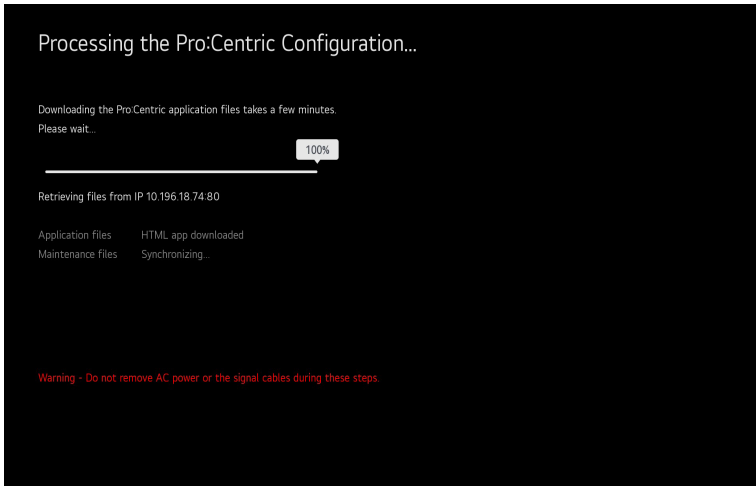 Processing the Pro:Centric Configuration...
Downloading the Pro:Centric application files takes a few minutes.
Please wait...
100%
Retrieving files from IP 10.196.18.74:80
Application files HTML app downloaded
Maintenance files Synchronizing...
Warning - Do not remove AC power or the signal cables during these steps.